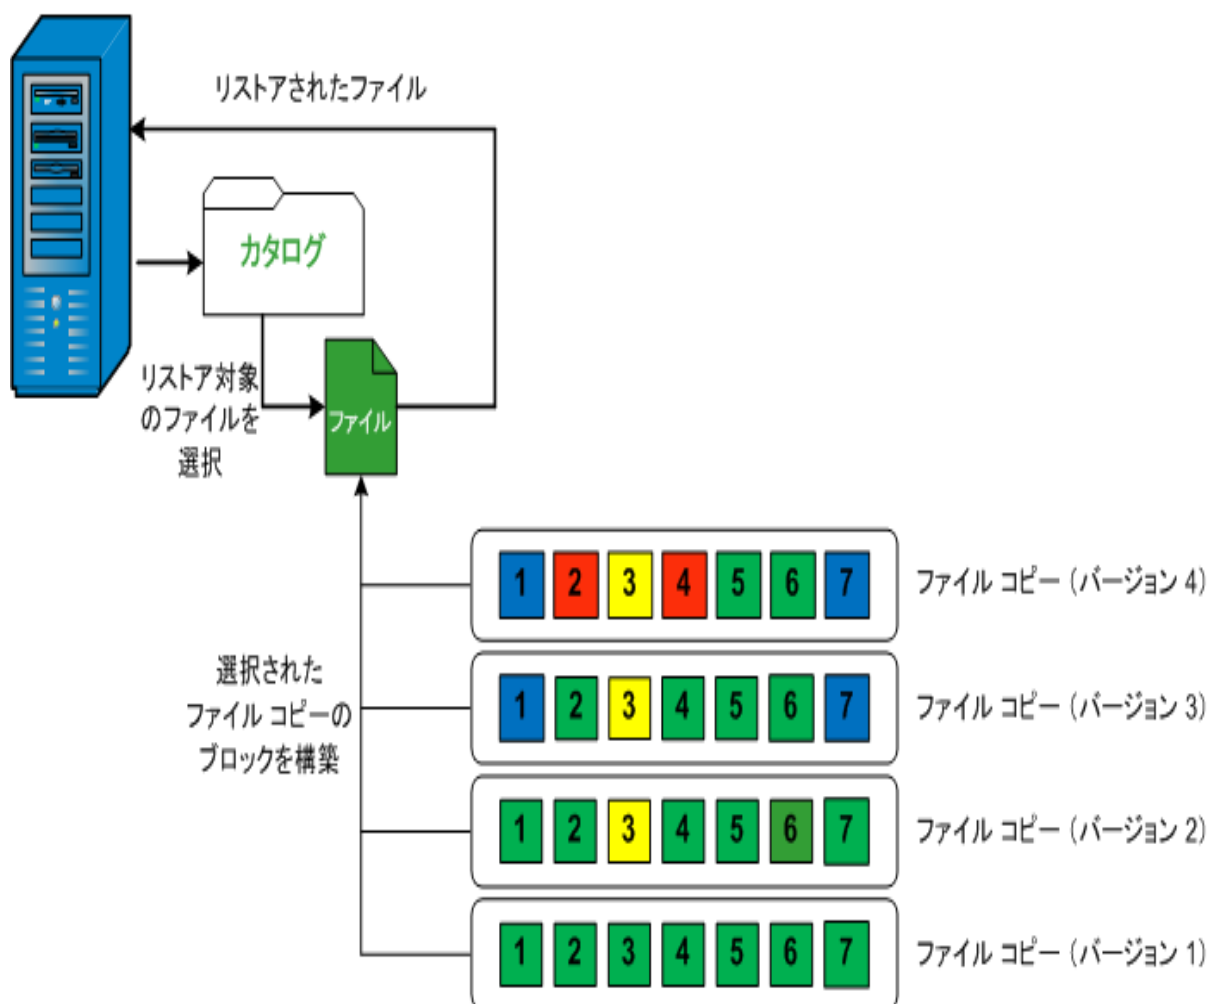 リストアされたファイル
カタログ
リストア対象
のファイルを
選択
ファイル
1 2 3 4 5 6 7
ファイル コピー (バージョン 4)
選択された
ファイル コピーの
ブロックを構築
1 2 3 4 5 6 7
ファイル コピー (バージョン 3)
1 2 3 4 5 6 7
ファイル コピー (バージョン 2)
1 2 3 4 5 6 7
ファイル コピー (バージョン 1)